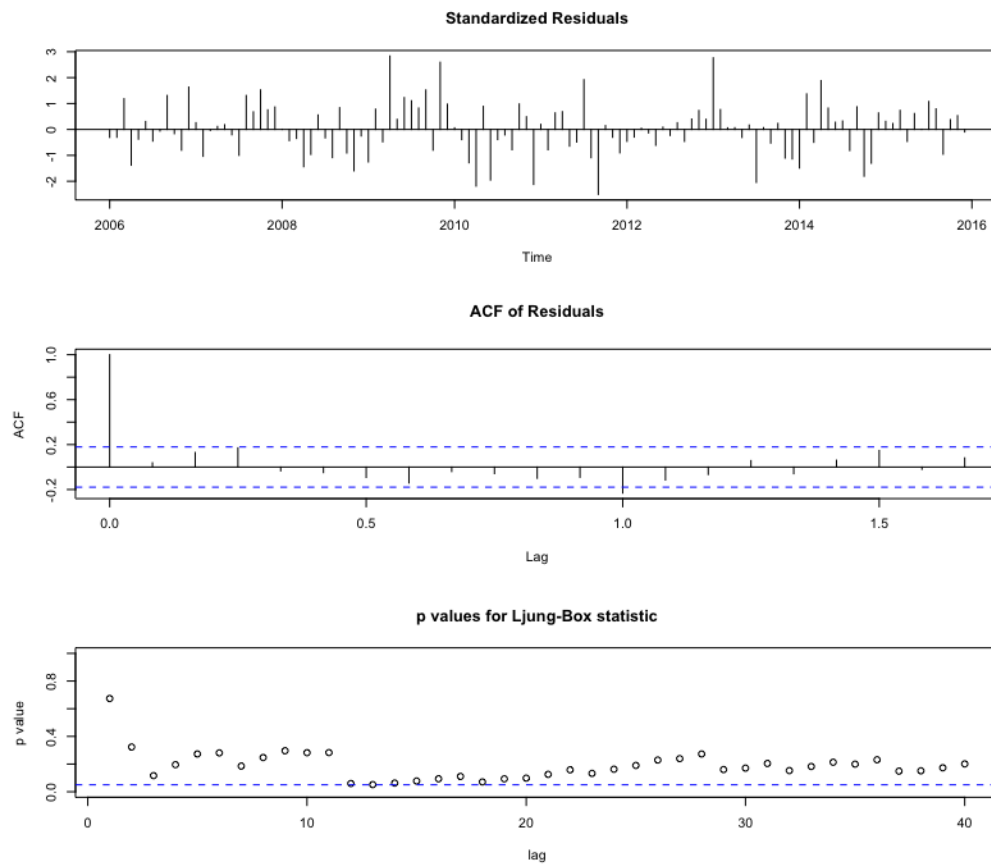 Standardized Residuals
3
2
1
0
-1
-2
2006 2008 2010 2012 2014 2016
Time
ACF of Residuals
1.0
0.6
0.2
-0.2
ACF
0.0 0.5 1.0 1.5
Lag
p values for Ljung-Box statistic
0.8
0.4
0.0
p value
0 10 20 30 40
lag